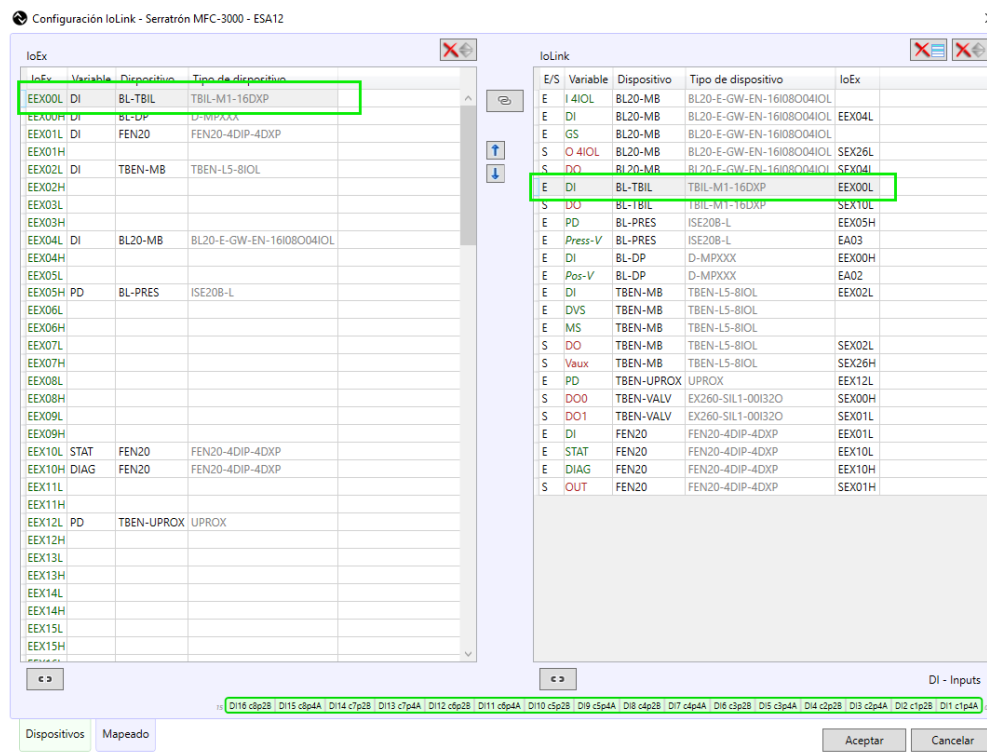 Configuración IoLink - Serratrón MFC-3000 - ESA12
IoEx
IoEx Variable Dispositivo Tipo de dispositivo
EEX00L DI BL-TBIL TBIL-M1-16DXP
EEX00H DI BL-DP D-MPXXX
EEX01L DI FEN20 FEN20-4DIP-4DXP
EEX01H
EEX02L DI TBEN-MB TBEN-L5-8IOL
EEX02H
EEX03L
EEX03H
EEX04L DI BL20-MB BL20-E-GW-EN-16I08O04IOL
EEX04H
EEX05L
EEX05H PD BL-PRES ISE20B-L
EEX06L
EEX06H
EEX07L
EEX07H
EEX08L
EEX08H
EEX09L
EEX09H
EEX10L STAT FEN20 FEN20-4DIP-4DXP
EEX10H DIAG FEN20 FEN20-4DIP-4DXP
EEX11L
EEX11H
EEX12L PD TBEN-UPROX UPROX
EEX12H
EEX13L
EEX13H
EEX14L
EEX14H
EEX15L
EEX15H
IoLink
E/S Variable Dispositivo Tipo de dispositivo IoEx
E I 4IOL BL20-MB BL20-E-GW-EN-16I08O04IOL
E DI BL20-MB BL20-E-GW-EN-16I08O04IOL EEX04L
E GS BL20-MB BL20-E-GW-EN-16I08O04IOL
S O 4IOL BL20-MB BL20-E-GW-EN-16I08O04IOL SEX26L
S DO BL20-MB BL20-E-GW-EN-16I08O04IOL SEX04L
E DI BL-TBIL TBIL-M1-16DXP EEX00L
S DO BL-TBIL TBIL-M1-16DXP SEX10L
E PD BL-PRES ISE20B-L EEX05H
E Press-V BL-PRES ISE20B-L EA03
E DI BL-DP D-MPXXX EEX00H
E Pos-V BL-DP D-MPXXX EA02
E DI TBEN-MB TBEN-L5-8IOL EEX02L
E DVS TBEN-MB TBEN-L5-8IOL
E MS TBEN-MB TBEN-L5-8IOL
S DO TBEN-MB TBEN-L5-8IOL SEX02L
S Vaux TBEN-MB TBEN-L5-8IOL SEX26H
E PD TBEN-UPROX UPROX EEX12L
S DO0 TBEN-VALV EX260-SIL1-00I32O SEX00H
S DO1 TBEN-VALV EX260-SIL1-00I32O SEX01L
E DI FEN20 FEN20-4DIP-4DXP EEX01L
E STAT FEN20 FEN20-4DIP-4DXP EEX10L
E DIAG FEN20 FEN20-4DIP-4DXP EEX10H
S OUT FEN20 FEN20-4DIP-4DXP SEX01H
DI - Inputs
15 DI16 c8p2B DI15 c8p4A DI14 c7p2B DI13 c7p4A DI12 c6p2B DI11 c6p4A DI10 c5p2B DI9 c5p4A DI8 c4p2B DI7 c4p4A DI6 c3p2B DI5 c3p4A DI4 c2p2B DI3 c2p4A DI2 c1p2B DI1 c1p4A
Dispositivos Mapeado
Aceptar Cancelar